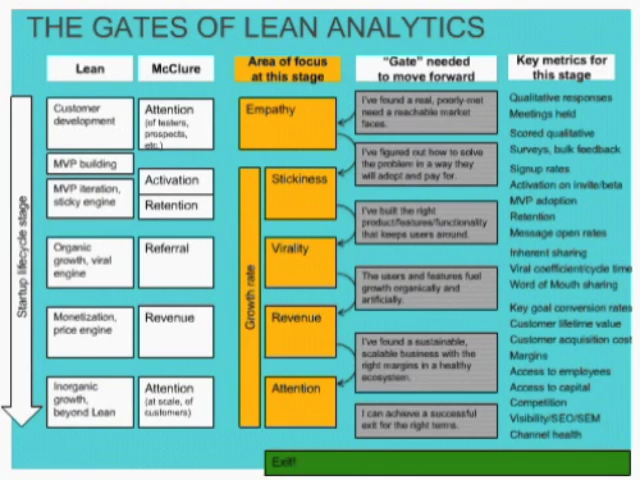 THE GATES OF LEAN ANALYTICS
Lean
McClure
Area of focus
at this stage
"Gate" needed
to move forward
Key metrics for
this stage
Startup lifecycle stage
Customer
development
MVP building
MVP iteration,
sticky engine
Organic
growth, viral
engine
Monetization,
price engine
Inorganic
growth,
beyond Lean
Attention
(of testers,
prospects,
etc.)
Activation
Retention
Referral
Revenue
Attention
(at scale, of
customers)
Growth rate
Empathy
Stickiness
Virality
Revenue
Attention
I've found a real, poorly-met
need a reachable market
faces.
I've figured out how to solve
the problem in a way they
will adopt and pay for.
I've built the right
product/features/functionality
that keeps users around.
The users and features fuel
growth organically and
artificially.
I've found a sustainable,
scalable business with the
right margins in a healthy
ecosystem.
I can achieve a successful
exit for the right terms.
Qualitative responses
Meetings held
Scored qualitative
Surveys, bulk feedback
Signup rates
Activation on invite/beta
MVP adoption
Retention
Message open rates
Inherent sharing
Viral coefficient/cycle time
Word of Mouth sharing
Key goal conversion rates
Customer lifetime value
Customer acquisition cost
Margins
Access to employees
Access to capital
Competition
Visibility/SEO/SEM
Channel health
Exit!